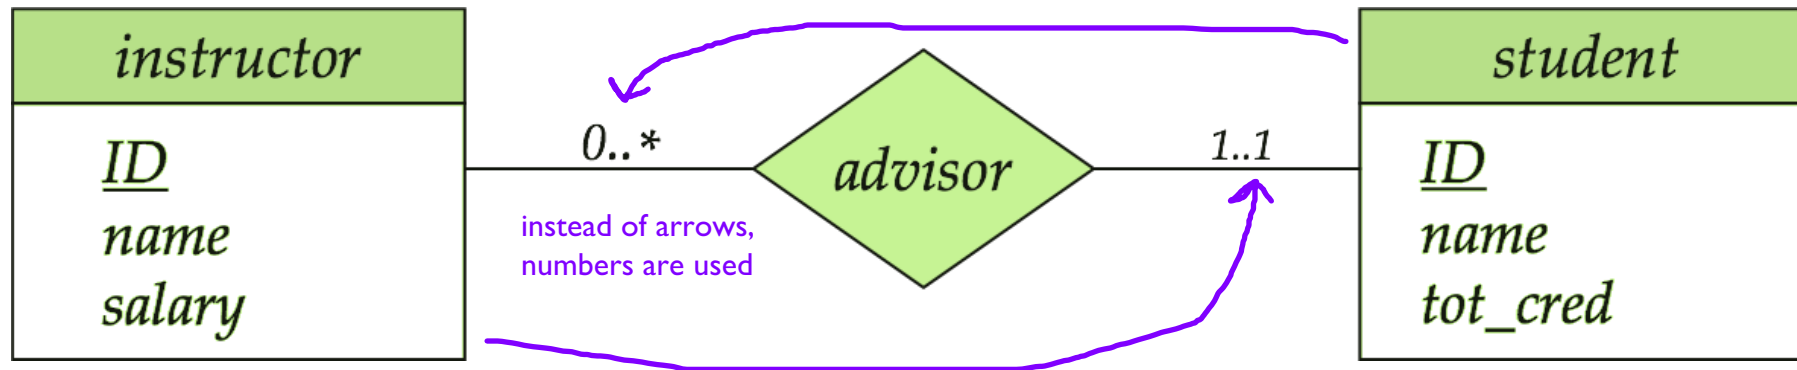 instructor
ID
name
salary
0..*
instead of arrows,
numbers are used
advisor
1..1
student
ID
name
tot_cred